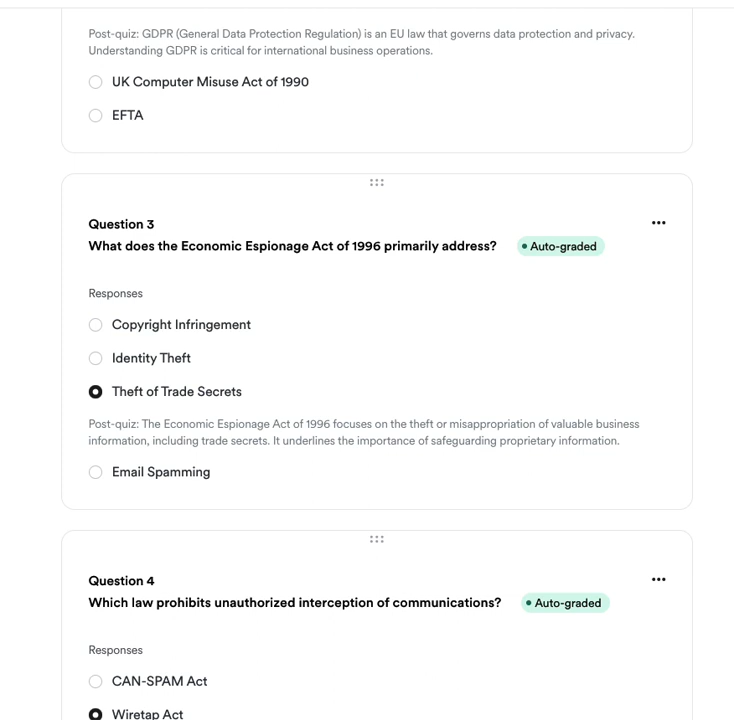 Post-quiz: GDPR (General Data Protection Regulation) is an EU law that governs data protection and privacy.
Understanding GDPR is critical for international business operations.
UK Computer Misuse Act of 1990
EFTA
Question 3
What does the Economic Espionage Act of 1996 primarily address?
Auto-graded
Responses
Copyright Infringement
Identity Theft
Theft of Trade Secrets
Post-quiz: The Economic Espionage Act of 1996 focuses on the theft or misappropriation of valuable business
information, including trade secrets. It underlines the importance of safeguarding proprietary information.
Email Spamming
Question 4
Which law prohibits unauthorized interception of communications?
Auto-graded
Responses
CAN-SPAM Act
Wiretap Act